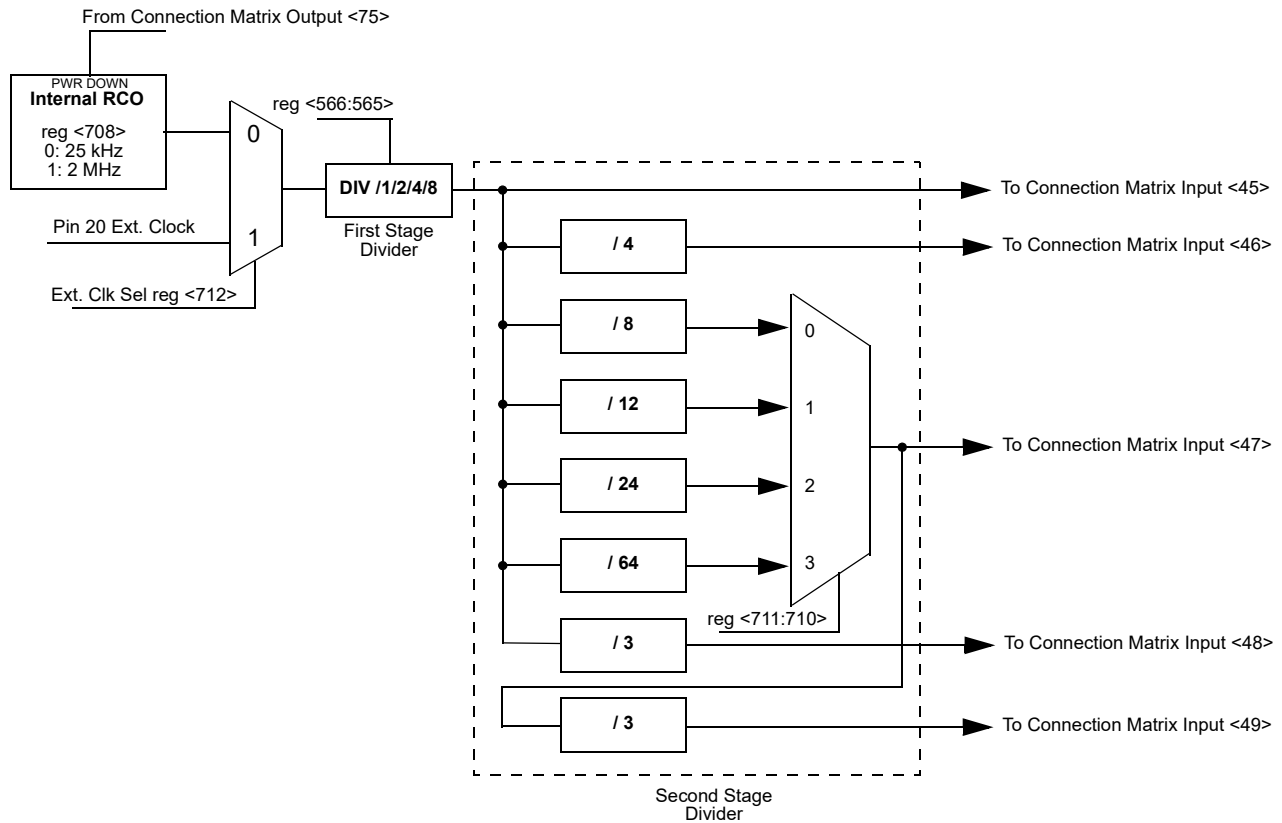 From Connection Matrix Output <75>
PWR DOWN
Internal RCO
reg <708>
0: 25 kHz
1: 2 MHz
0
reg <566:565>
DIV /1/2/4/8
First Stage
Divider
Pin 20 Ext. Clock
1
Ext. Clk Sel reg <712>
To Connection Matrix Input <45>
/ 4
To Connection Matrix Input <46>
/ 8
0
/ 12
1
To Connection Matrix Input <47>
/ 24
2
/ 64
3
reg <711:710>
/ 3
To Connection Matrix Input <48>
/ 3
To Connection Matrix Input <49>
Second Stage
Divider